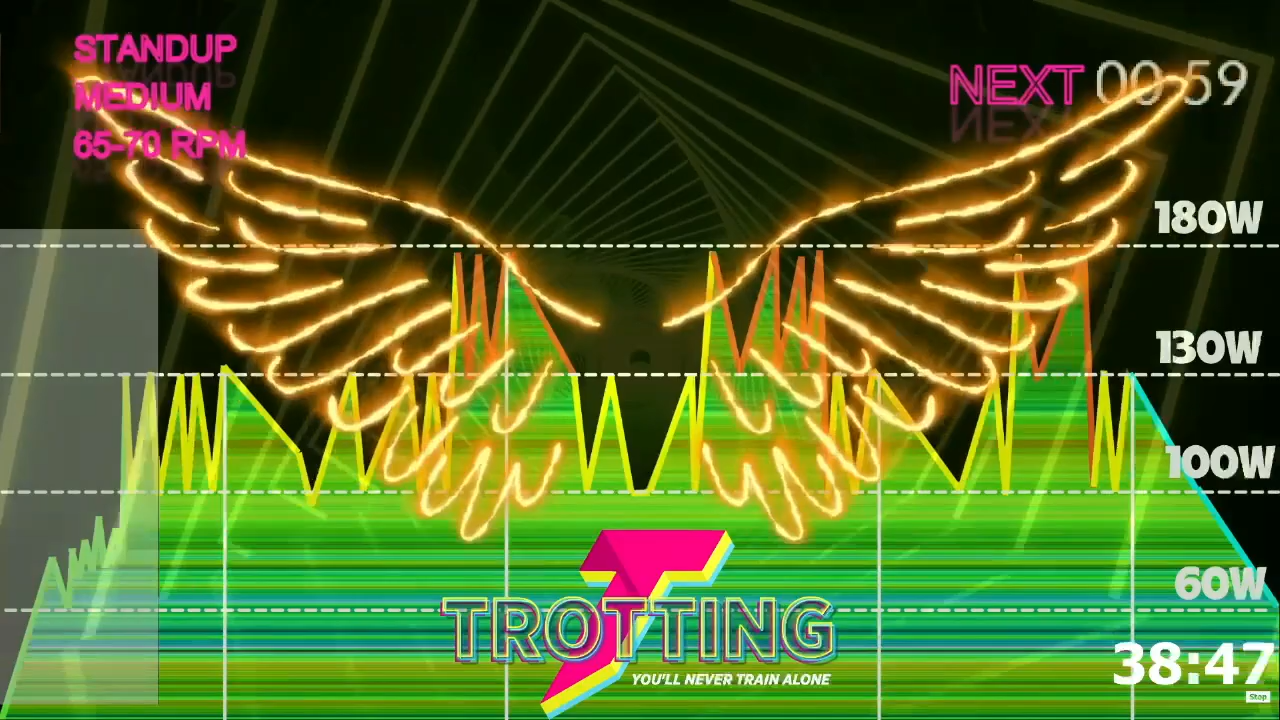 STANDUP
MEDIUM
65-70 RPM
NEXT 00:59
180W
130W
100W
60W
TROTTING
YOU'LL NEVER TRAIN ALONE
38:47
Stop